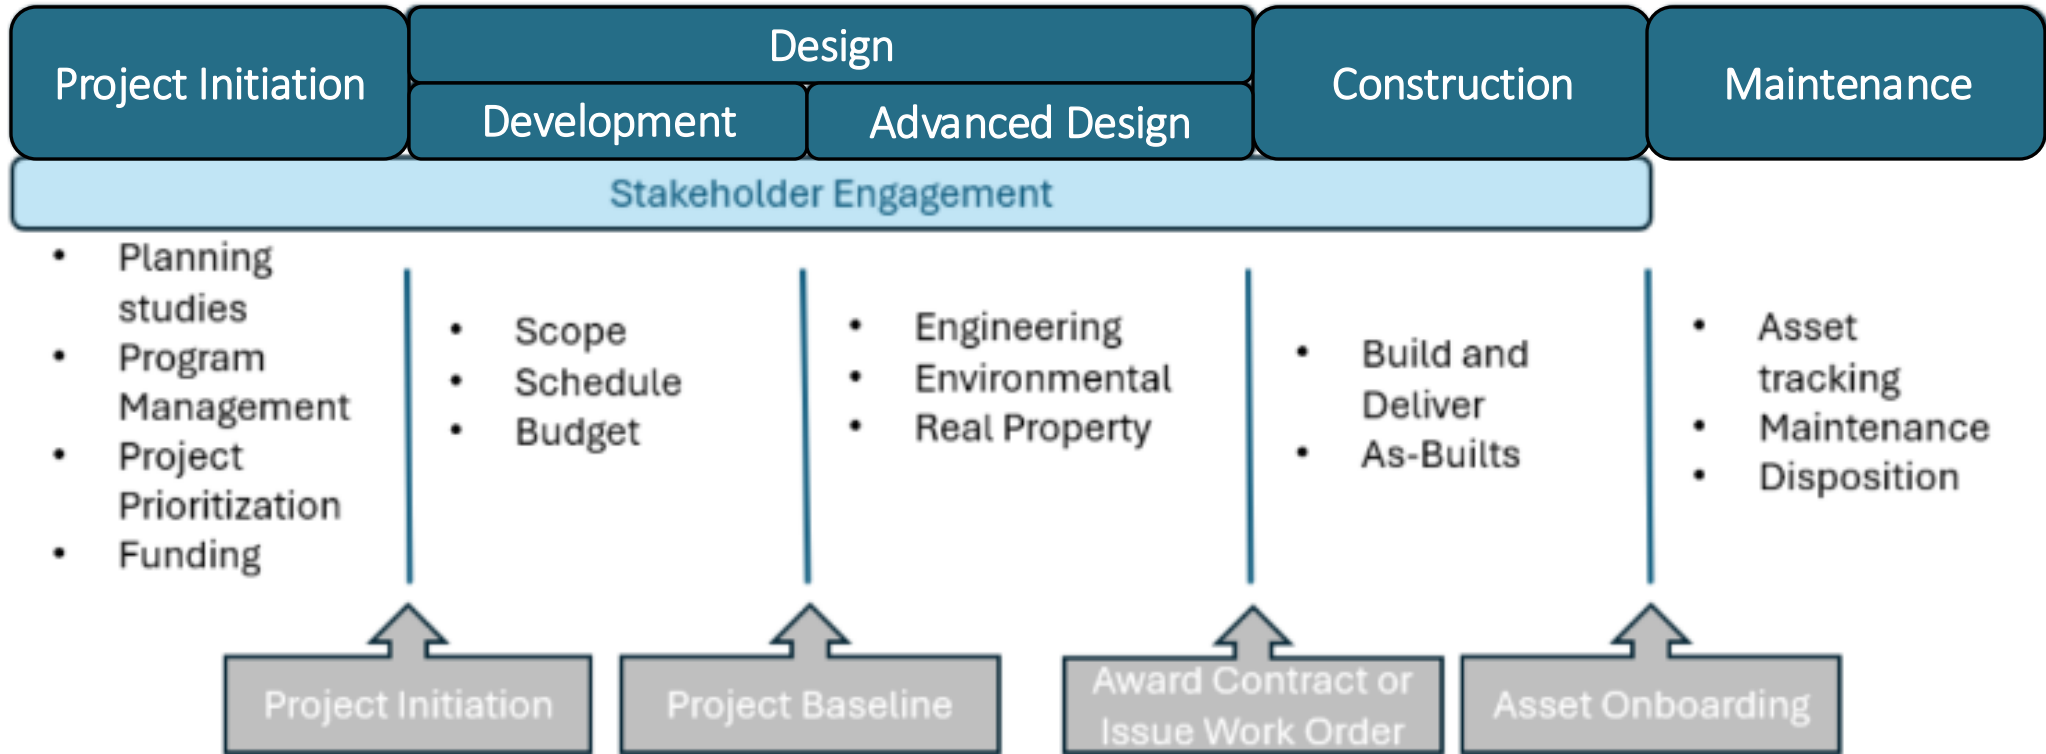 Project Initiation
Design
Development
Advanced Design
Construction
Maintenance
Stakeholder Engagement
• Planning
studies
• Program
Management
• Project
Prioritization
• Funding
• Scope
• Schedule
• Budget
• Engineering
• Environmental
• Real Property
• Build and
Deliver
• As-Builts
• Asset
tracking
• Maintenance
• Disposition
Project Initiation
Project Baseline
Award Contract or
Issue Work Order
Asset Onboarding